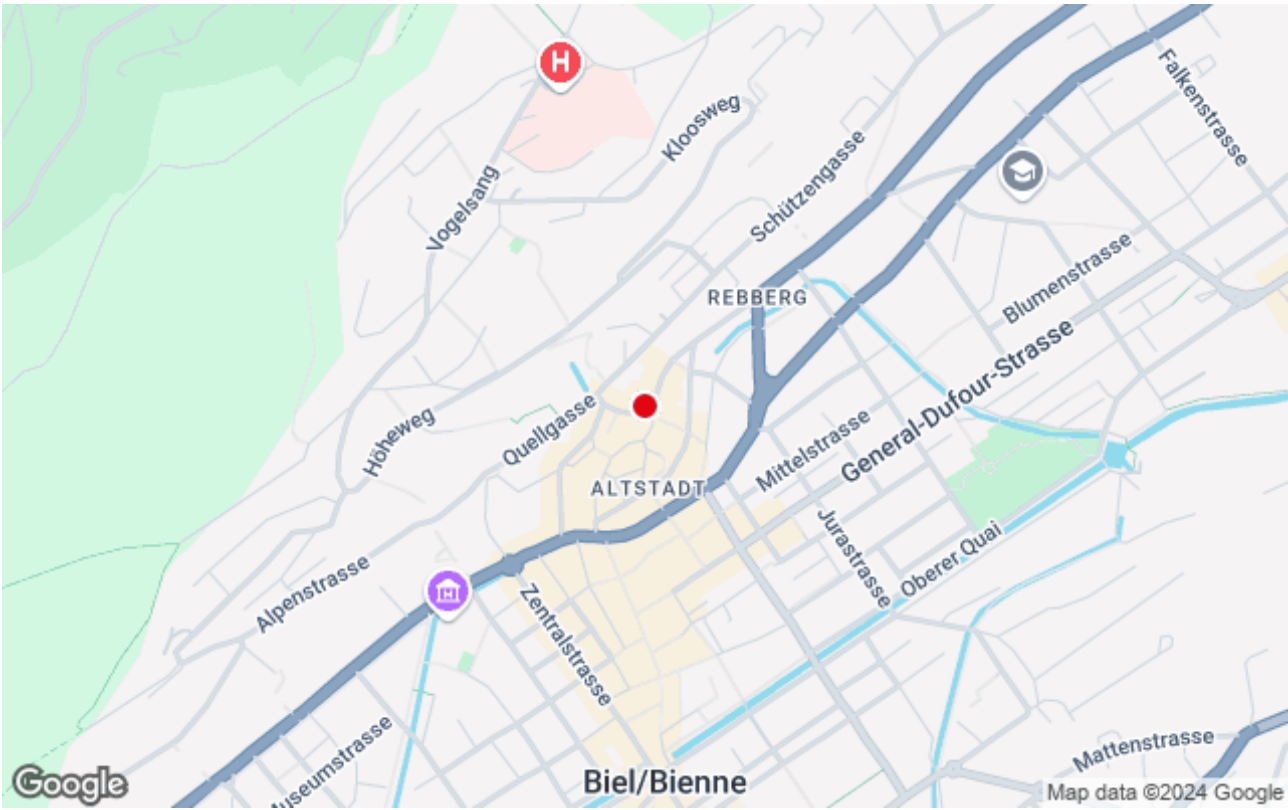 Falkenstrasse
H
Kloosweg
Vogelsang
Schützengasse
Blumenstrasse
REBBERG
General-Dufour-Strasse
Höheweg
Quellgasse
Mittelstrasse
ALTSTADT
Jurastrasse
Oberer Quai
Alpenstrasse
Zentralstrasse
Museumstrasse
Mattenstrasse
Biel/Bienne
Google
Map data ©2024 Google